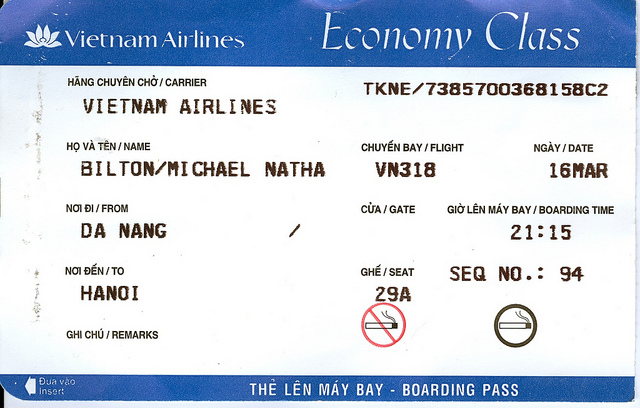 Vietnam Airlines Economy Class
HÃNG CHUYÊN CHỞ / CARRIER
VIETNAM AIRLINES
TKNE/7385700368158C2
HỌ VÀ TÊN / NAME
BILTON/MICHAEL NATHA
CHUYẾN BAY / FLIGHT
VN318
NGÀY / DATE
16MAR
NƠI ĐI / FROM
DA NANG /
CỬA / GATE
GIỜ LÊN MÁY BAY / BOARDING TIME
21:15
NƠI ĐẾN / TO
HANOI
GHẾ / SEAT
29A
SEQ NO.: 94
GHI CHÚ / REMARKS
Đưa vào
Insert
THẺ LÊN MÁY BAY - BOARDING PASS